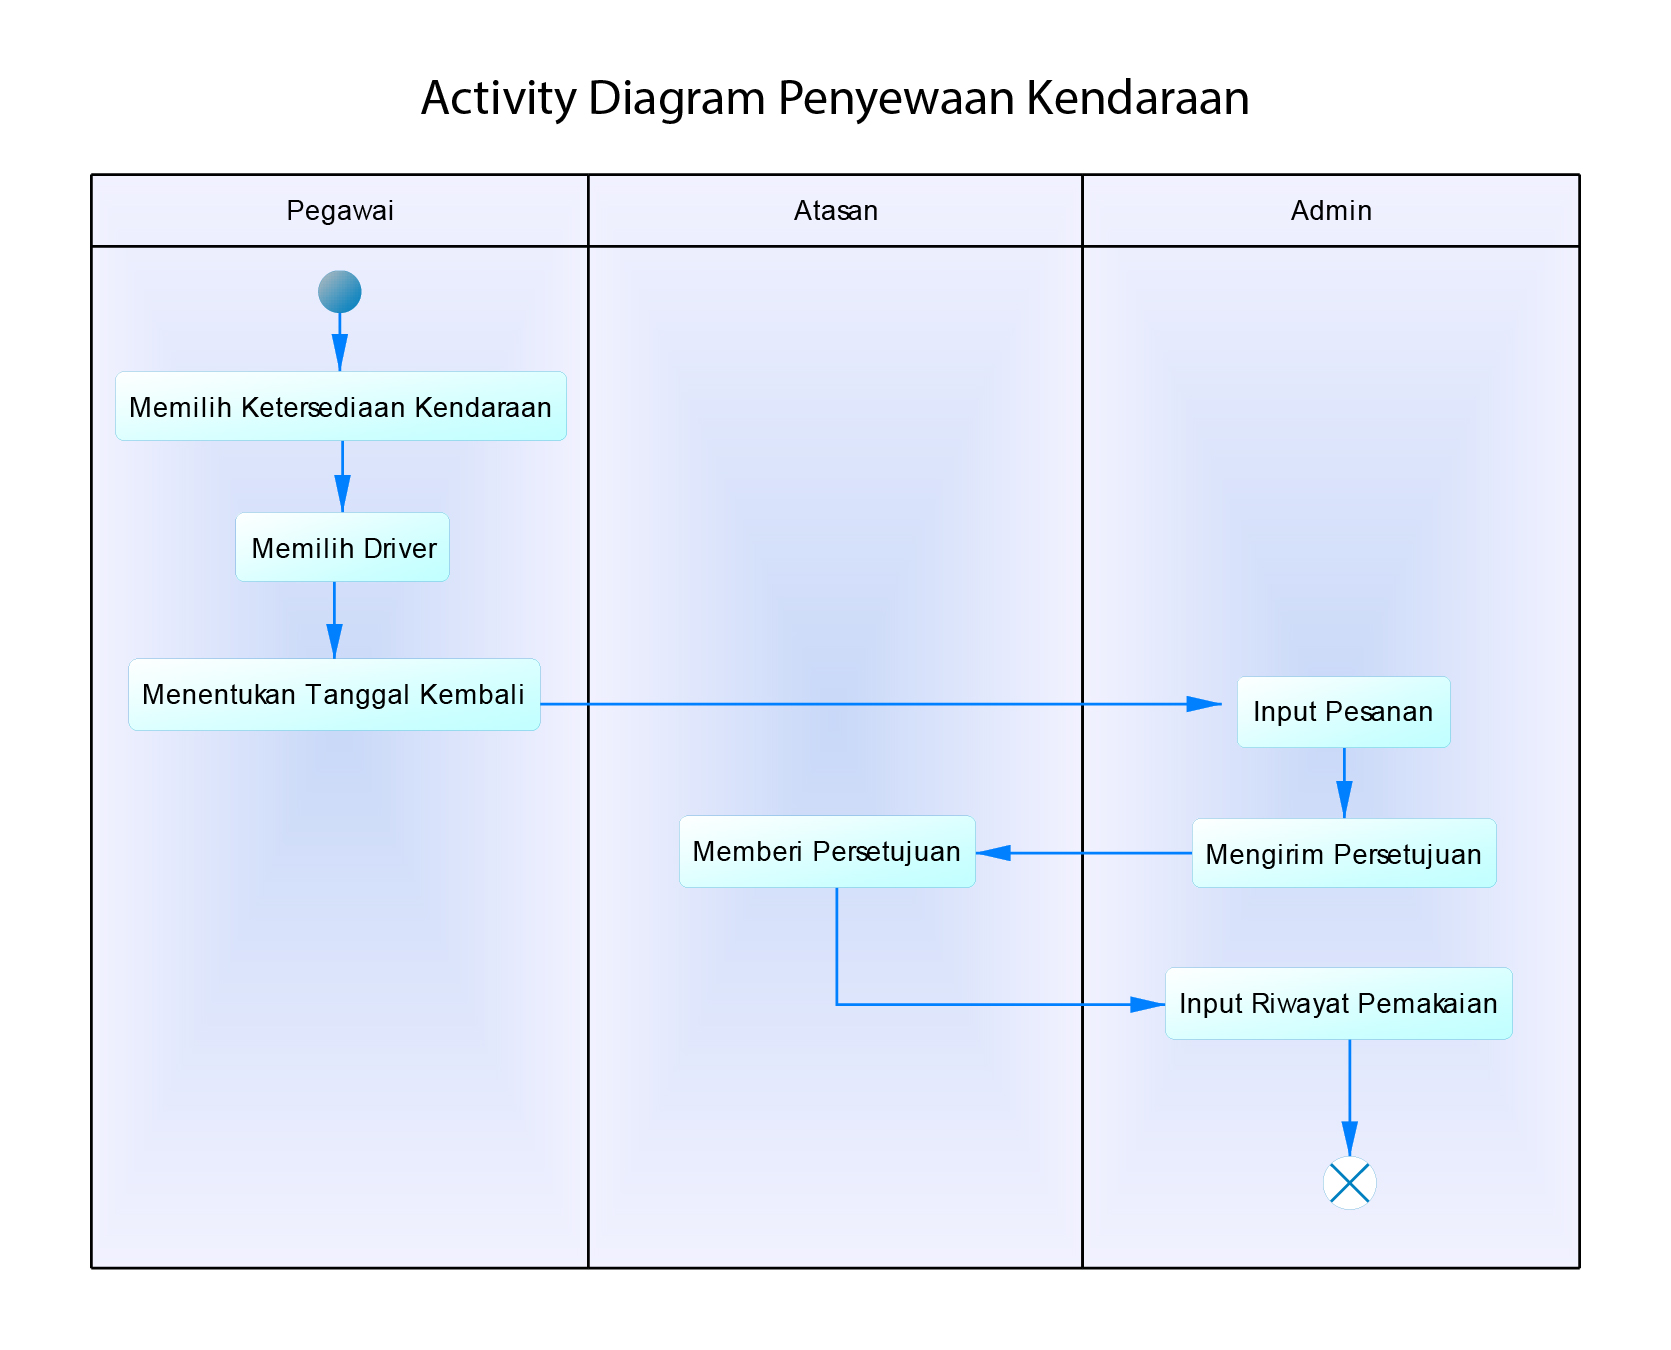 Activity Diagram Penyewaan Kendaraan
Pegawai
Atasan
Admin
Memilih Ketersediaan Kendaraan
Memilih Driver
Menentukan Tanggal Kembali
Input Pesanan
Memberi Persetujuan
Mengirim Persetujuan
Input Riwayat Pemakaian